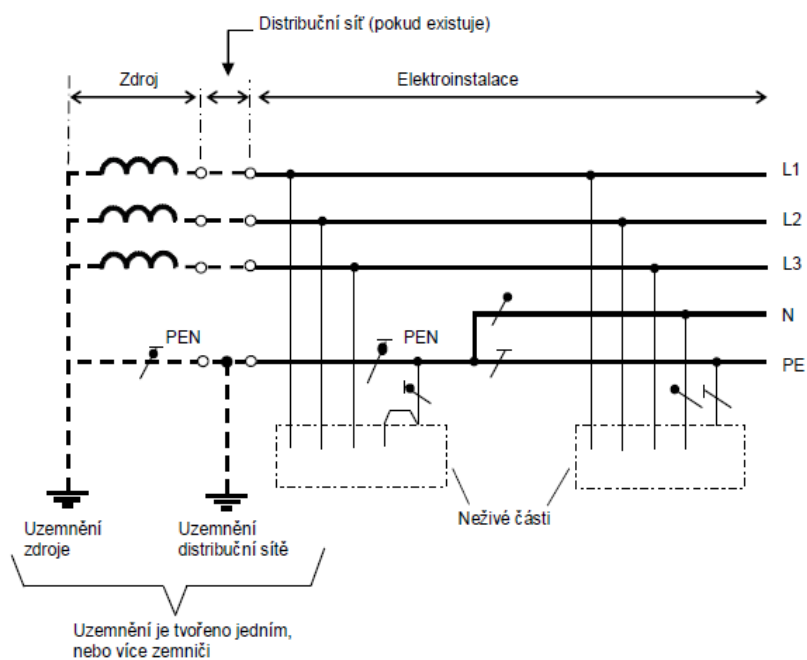 Distribuční síť (pokud existuje)
Zdroj
Elektroinstalace
L1
L2
L3
N
PEN
PEN
PE
Neživé části
Uzemnění
zdroje
Uzemnění
distribuční sítě
Uzemnění je tvořeno jedním,
nebo více zemniči